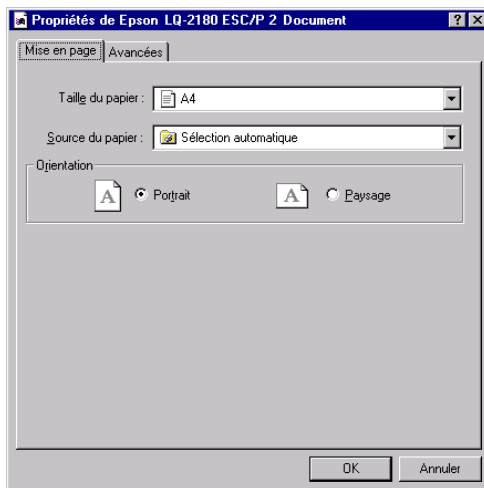 Propriétés de Epson LQ-2180 ESC/P 2 Document
Mise en page Avancées
Taille du papier : A4
Source du papier : Sélection automatique
Orientation
A Portrait A Paysage
OK Annuler